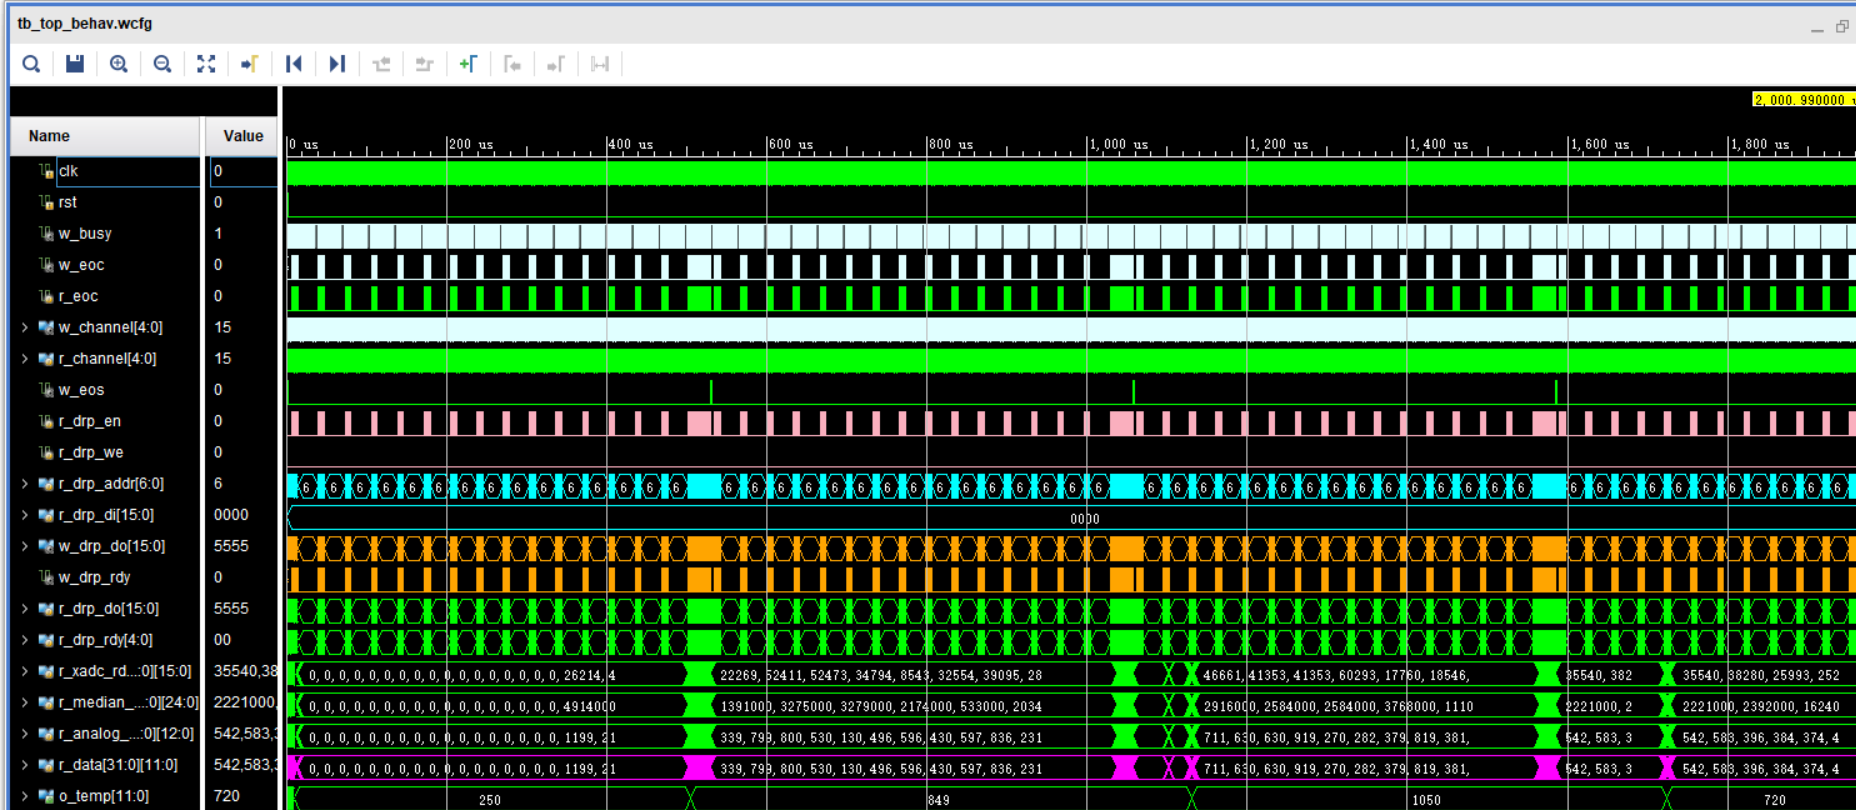 tb_top_behav.wcfg
2,000.990000 u
Name Value
0 us 200 us 400 us 600 us 800 us 1,000 us 1,200 us 1,400 us 1,600 us 1,800 us
clk 0
rst 0
w_busy 1
w_eoc 0
r_eoc 0
w_channel[4:0] 15
r_channel[4:0] 15
w_eos 0
r_drp_en 0
r_drp_we 0
r_drp_addr[6:0] 6 6 6 6 6 6 6 6 6 6 6 6 6 6 6 6 6 6 6 6 6 6 6 6 6 6 6 6 6 6 6 6 6 6 6 6 6 6 6 6 6 6 6 6 6 6 6 6 6 6 6 6 6 6 6 6
r_drp_di[15:0] 0000 0000
w_drp_do[15:0] 5555
w_drp_rdy 0
r_drp_do[15:0] 5555
r_drp_rdy[4:0] 00
r_xadc_rd...:0][15:0] 35540,38 0, 0, 0, 0, 0, 0, 0, 0, 0, 0, 0, 0, 0, 0, 0, 0, 0, 26214, 4 22269, 52411, 52473, 34794, 8543, 32554, 39095, 28 46661, 41353, 41353, 60293, 17760, 18546, 35540, 382 35540, 38280, 25993, 252
r_median_...:0][24:0] 2221000, 0, 0, 0, 0, 0, 0, 0, 0, 0, 0, 0, 0, 0, 0, 0, 0, 0, 4914000 1391000, 3275000, 3279000, 2174000, 533000, 2034 2916000, 2584000, 2584000, 3768000, 1110 2221000, 2 2221000, 2392000, 16240
r_analog_...:0][12:0] 542,583,3 0, 0, 0, 0, 0, 0, 0, 0, 0, 0, 0, 0, 0, 0, 0, 0, 0, 1199, 21 339, 799, 800, 530, 130, 496, 596, 430, 597, 836, 231 711, 630, 630, 919, 270, 282, 379, 819, 381, 542, 583, 3 542, 583, 396, 384, 374, 4
r_data[31:0][11:0] 542,583,3 0, 0, 0, 0, 0, 0, 0, 0, 0, 0, 0, 0, 0, 0, 0, 0, 0, 1199, 21 339, 799, 800, 530, 130, 496, 596, 430, 597, 836, 231 711, 630, 630, 919, 270, 282, 379, 819, 381, 542, 583, 3 542, 583, 396, 384, 374, 4
o_temp[11:0] 720 250 849 1050 720